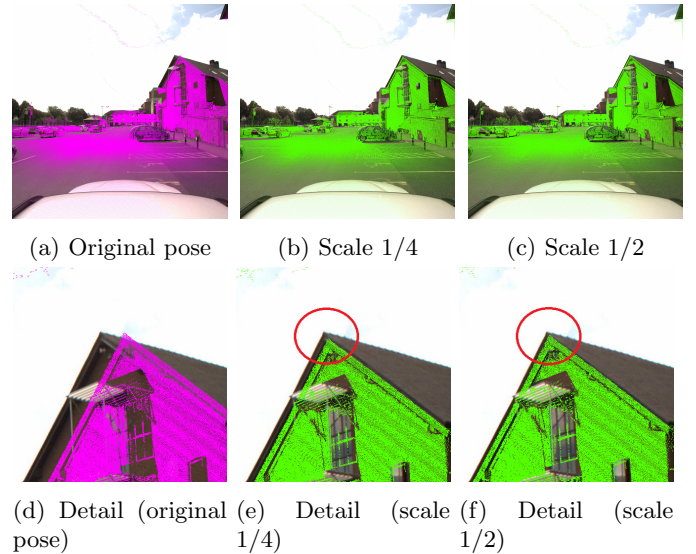 (a) Original pose
(b) Scale 1/4
(c) Scale 1/2
(d) Detail (original
pose)
(e) Detail (scale
1/4)
(f) Detail (scale
1/2)